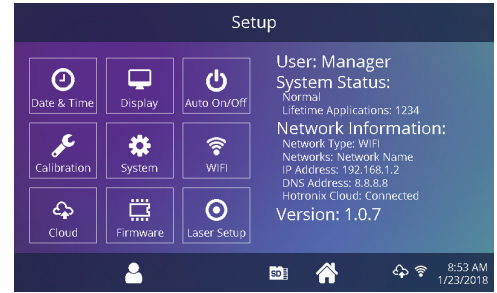 Setup
Date & Time
Display
Auto On/Off
Calibration
System
WIFI
Cloud
Firmware
Laser Setup
User: Manager
System Status:
Normal
Lifetime Applications: 1234
Network Information:
Network Type: WIFI
Networks: Network Name
IP Address: 192.168.1.2
DNS Address: 8.8.8.8
Hotronix Cloud: Connected
Version: 1.0.7
SD
8:53 AM
1/23/2018